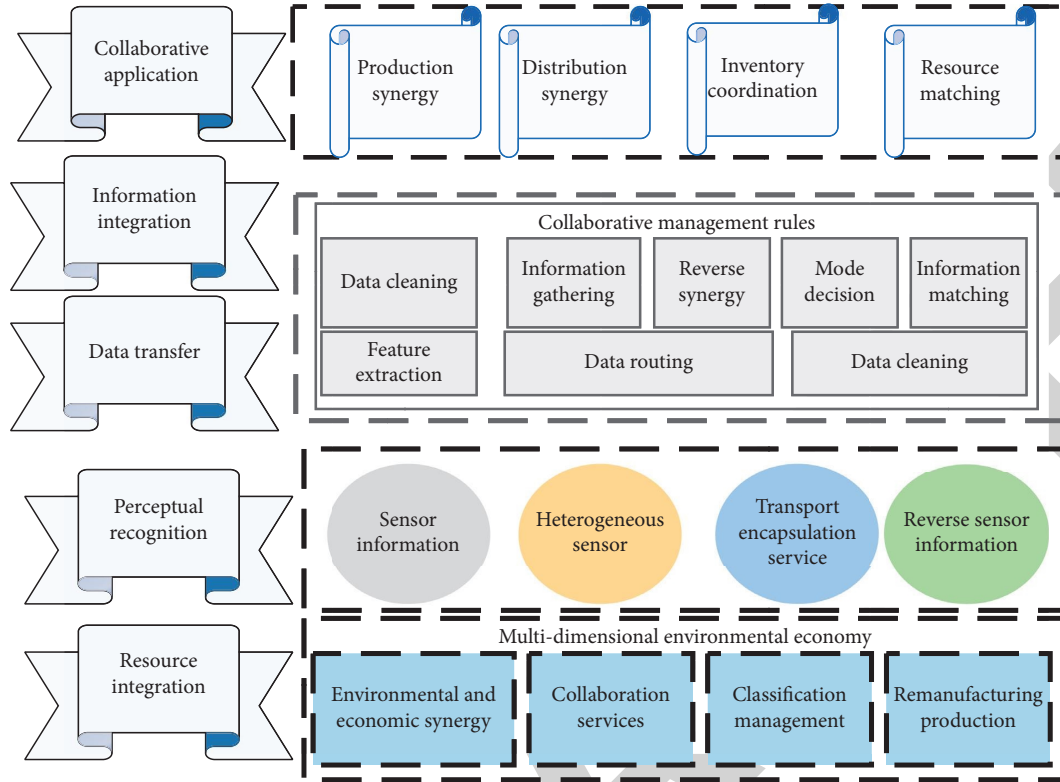 Collaborative
application
Production
synergy
Distribution
synergy
Inventory
coordination
Resource
matching
Information
integration
Data transfer
Collaborative management rules
Data cleaning
Information
gathering
Reverse
synergy
Mode
decision
Information
matching
Feature
extraction
Data routing
Data cleaning
Perceptual
recognition
Sensor
information
Heterogeneous
sensor
Transport
encapsulation
service
Reverse sensor
information
Resource
integration
Multi-dimensional environmental economy
Environmental and
economic synergy
Collaboration
services
Classification
management
Remanufacturing
production